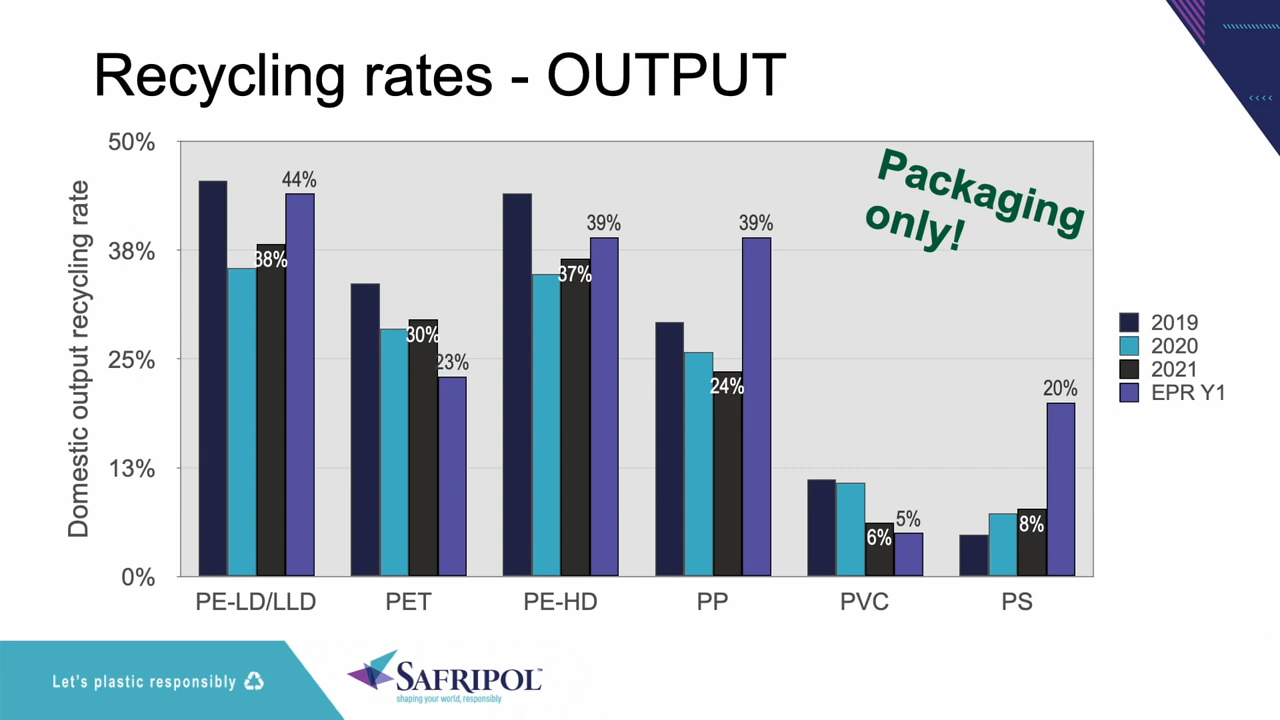 Recycling rates - OUTPUT
Packaging
only!
Domestic output recycling rate
50%
38%
25%
13%
0%
38%
44%
30%
23%
37%
39%
24%
39%
6%
5%
8%
20%
PE-LD/LLD
PET
PE-HD
PP
PVC
PS
2019
2020
2021
EPR Y1
Let's plastic responsibly
SAFRIPOL™
shaping your world, responsibly